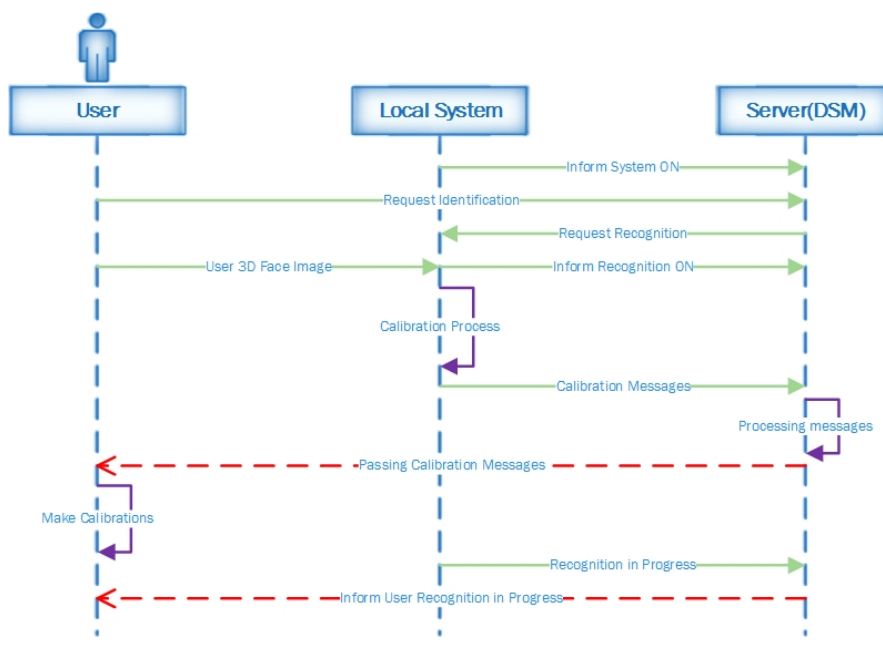 User
Local System
Server(DSM)
Inform System ON
Request Identification
Request Recognition
User 3D Face Image
Inform Recognition ON
Calibration Process
Calibration Messages
Processing messages
Passing Calibration Messages
Make Calibrations
Recognition in Progress
Inform User Recognition in Progress